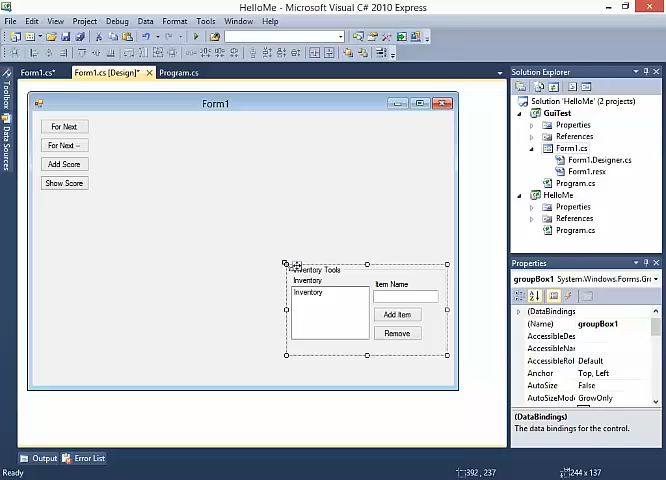 HelloMe - Microsoft Visual C# 2010 Express
File Edit View Project Debug Data Format Tools Window Help
Form1.cs* Form1.cs [Design]* Program.cs
Toolbox
Data Sources
Form1
For Next
For Next --
Add Score
Show Score
Inventory Tools
Inventory
Inventory
Item Name
Add Item
Remove
Solution Explorer
Solution 'HelloMe' (2 projects)
GuiTest
Properties
References
Form1.cs
Form1.Designer.cs
Form1.resx
Program.cs
HelloMe
Properties
References
Program.cs
Properties
groupBox1 System.Windows.Forms.Gr
(DataBindings)
(Name) groupBox1
AccessibleDes
AccessibleNar
AccessibleRol Default
Anchor Top, Left
AutoSize False
AutoSizeMode GrowOnly
(DataBindings)
The data bindings for the control.
Output Error List
Ready 392 , 237 244 x 137